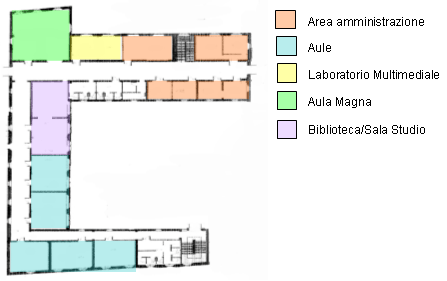 Area amministrazione
Aule
Laboratorio Multimediale
Aula Magna
Biblioteca/Sala Studio